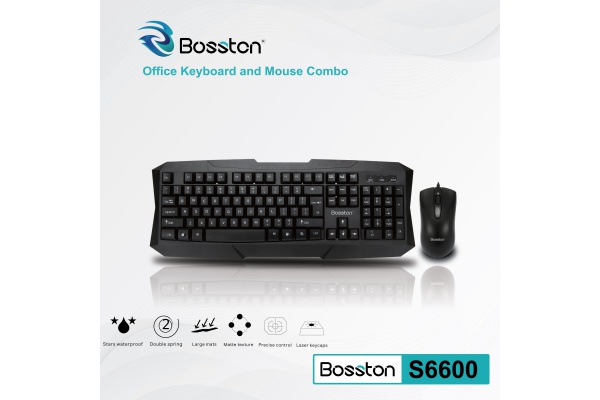 Bosston®
Office Keyboard and Mouse Combo
Bosston
Bosston
2
Stars waterproof Double spring Large mats Matte texture Precise control Laser keycaps
Bosston S6600